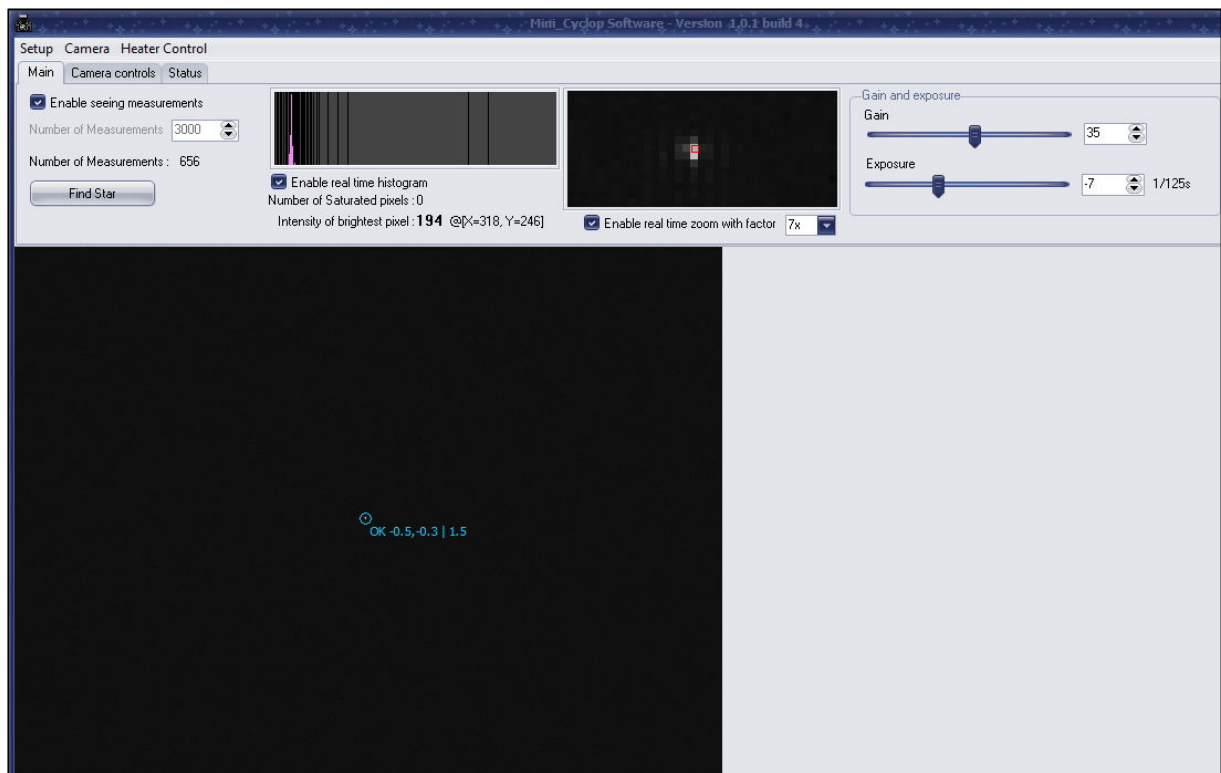 Mini_Cyclop Software - Version 1.0.1 build 4
Setup Camera Heater Control
Main Camera controls Status
Enable seeing measurements
Number of Measurements 3000
Number of Measurements : 656
Find Star
Enable real time histogram
Number of Saturated pixels :0
Intensity of brightest pixel : 194 @[X=318, Y=246]
Enable real time zoom with factor 7x
Gain and exposure
Gain
35
Exposure
-7 1/125s
OK -0.5,-0.3 | 1.5